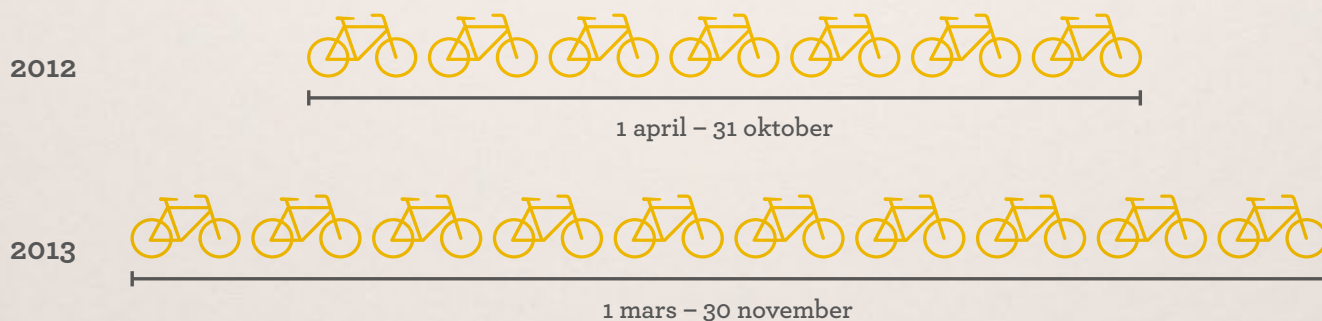 2012
1 april – 31 oktober
2013
1 mars – 30 november